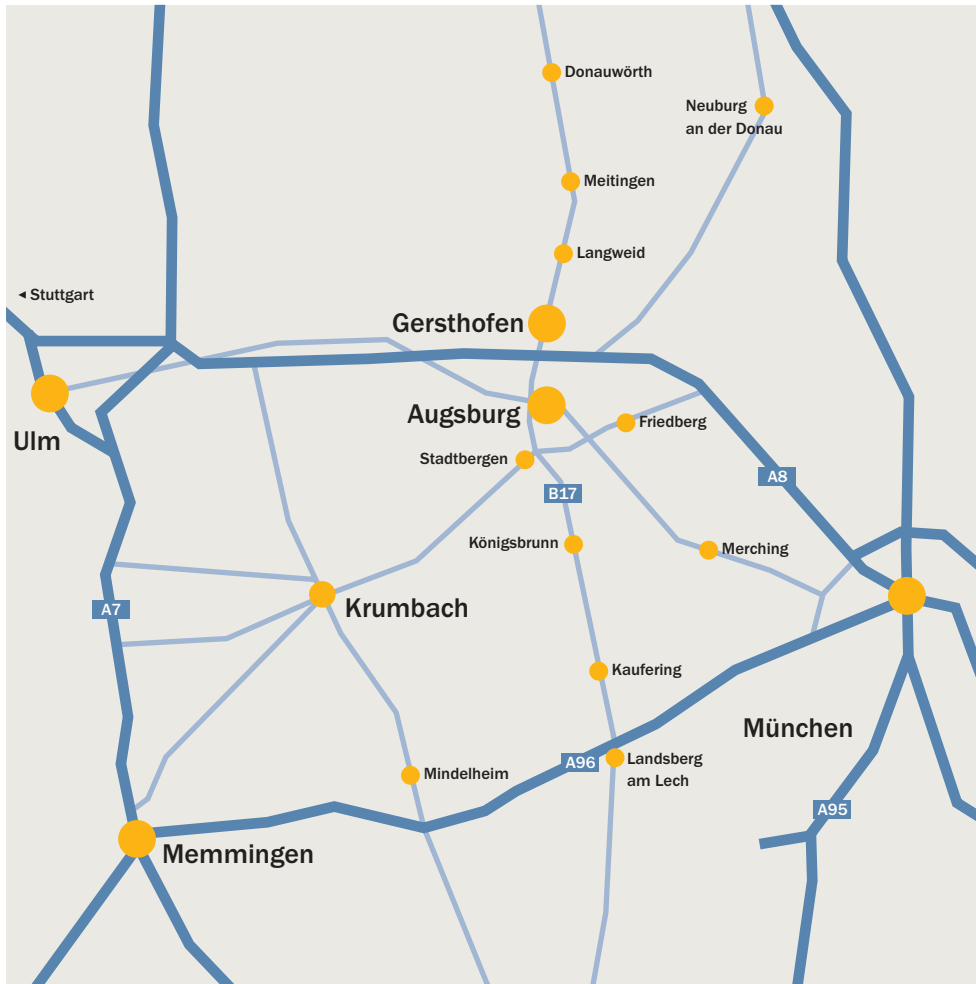 Donauwörth
Neuburg
an der Donau
Meitingen
Langweid
◂ Stuttgart
Gersthofen
Augsburg
Friedberg
Ulm
Stadtbergen
A8
B17
Königsbrunn
Merching
A7
Krumbach
Kaufering
München
A96
Landsberg
am Lech
Mindelheim
A95
Memmingen